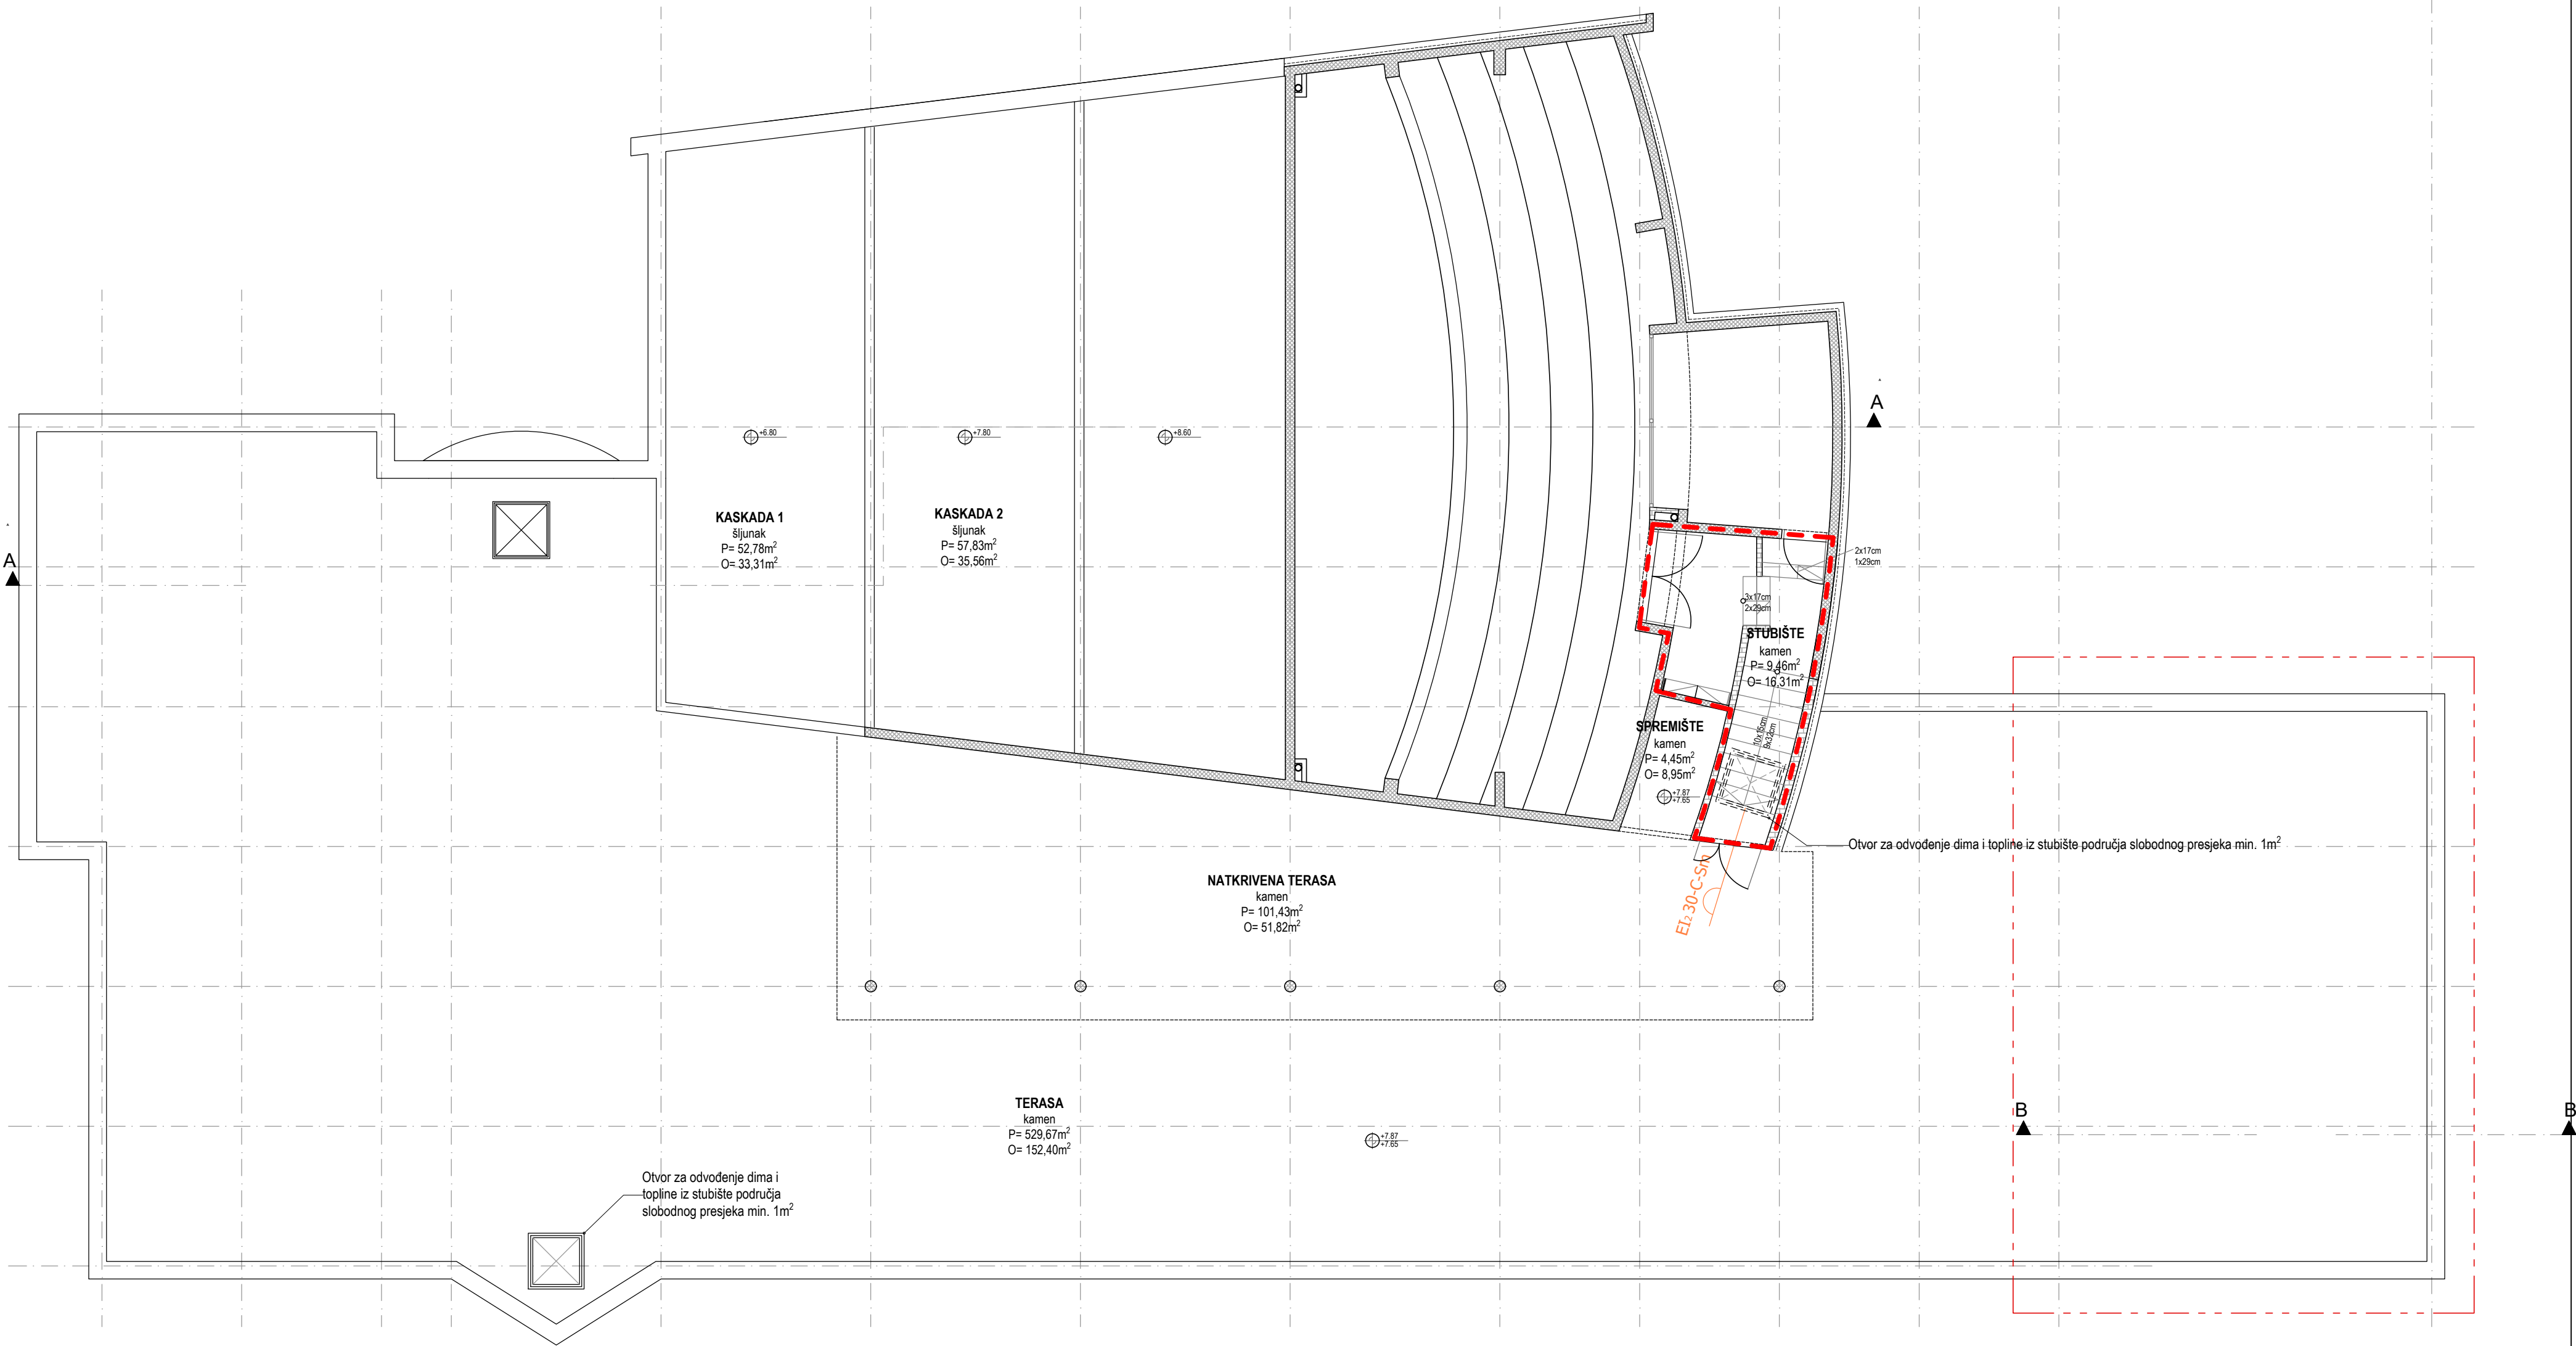 A
+6.80
+7.80
+8.60
KASKADA 1
šljunak
P= 52,78m²
O= 33,31m²
KASKADA 2
šljunak
P= 57,83m²
O= 35,56m²
A
2x17cm
1x29cm
3x17cm
2x29cm
STUBIŠTE
kamen
P= 9,46m²
O= 16,31m²
SPREMIŠTE
kamen
P= 4,45m²
O= 8,95m²
+7.87
+7.65
10x15cm
9x32cm
Otvor za odvođenje dima i topline iz stubište područja slobodnog presjeka min. 1m²
EI₂ 30-C-Sm
NATKRIVENA TERASA
kamen
P= 101,43m²
O= 51,82m²
TERASA
kamen
P= 529,67m²
O= 152,40m²
+7.87
+7.65
B
B
Otvor za odvođenje dima i
topline iz stubište područja
slobodnog presjeka min. 1m²